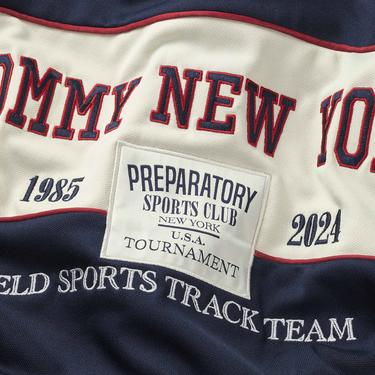 OMMY NEW YO
1985
PREPARATORY
SPORTS CLUB
NEW YORK
U.S.A.
TOURNAMENT
2024
ELD SPORTS TRACK TEAM